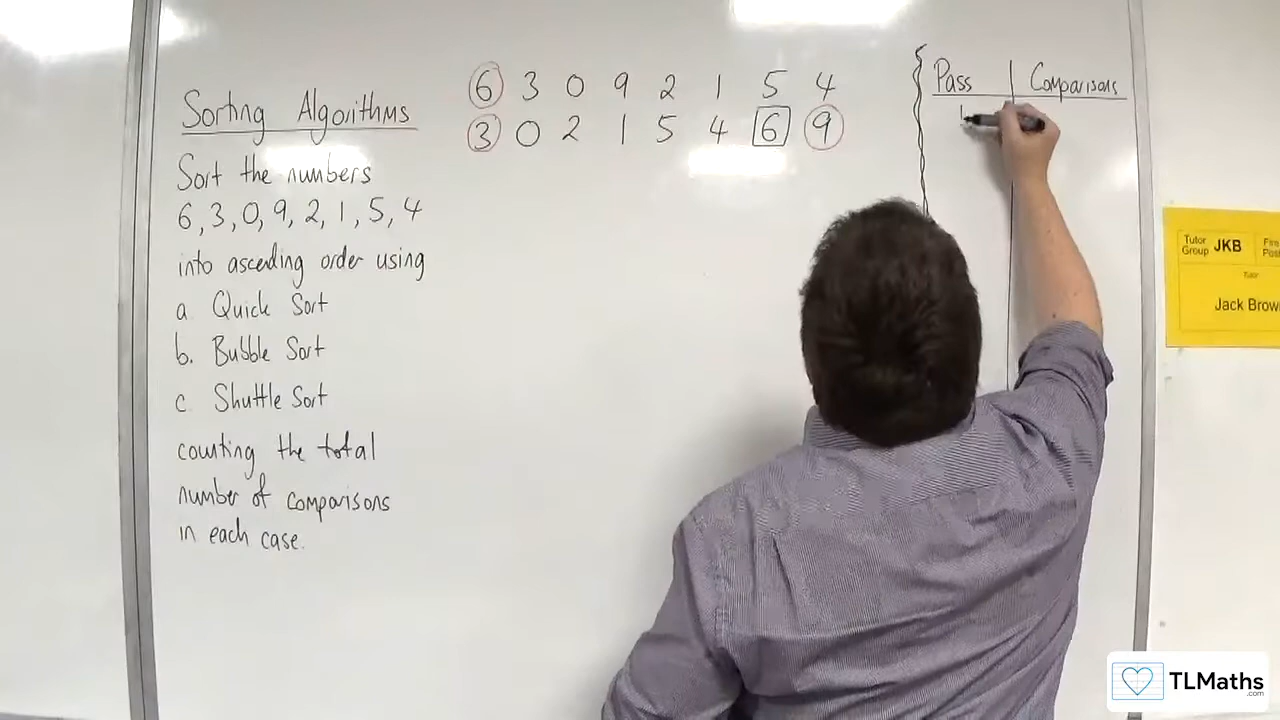 Sorting Algorithms
Sort the numbers
6, 3, 0, 9, 2, 1, 5, 4
into ascending order using
a Quick Sort
b. Bubble Sort
c Shuttle Sort
counting the total
number of comparisons
in each case.
6 3 0 9 2 1 5 4
3 0 2 1 5 4 6 9
Pass Comparisons
Tutor Group JKB
Tutor
TLMaths
.com